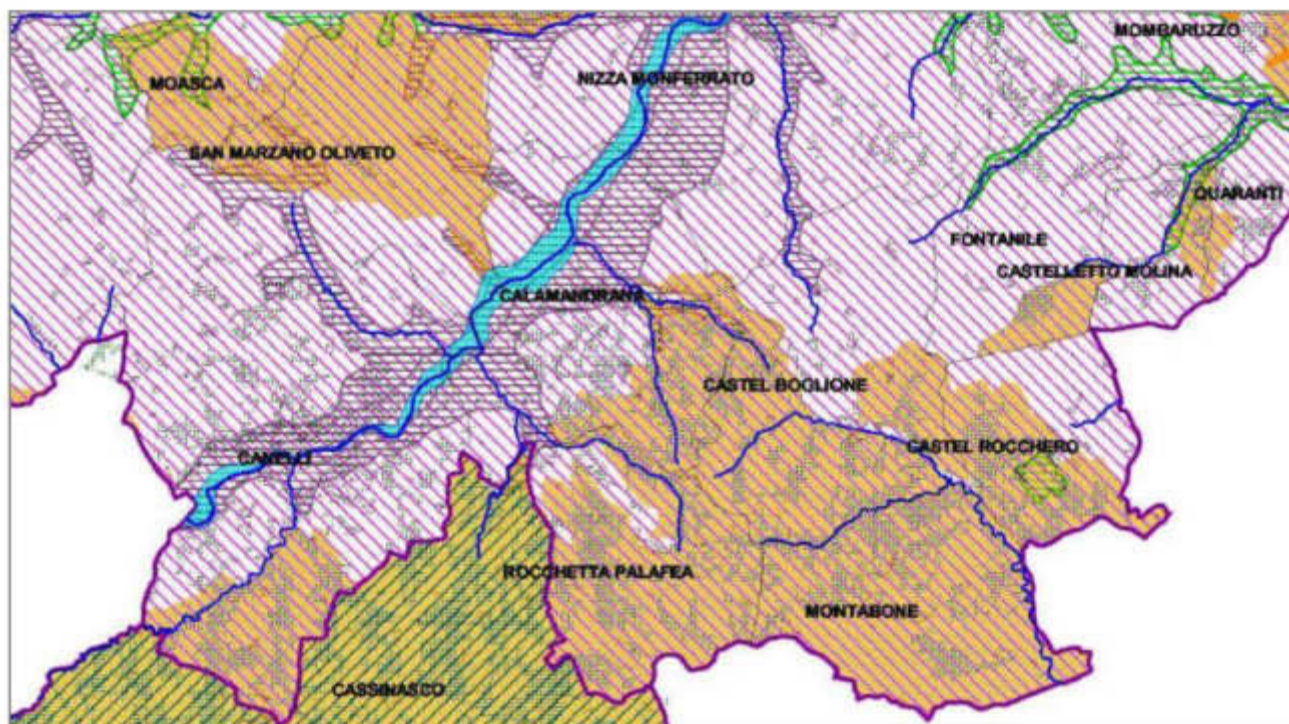 MOMBARUZZO
NIZZA MONFERRATO
MOASCA
SAN MARZANO OLIVETO
QUARANTI
FONTANILE
CASTELLETTO MOLINA
CALAMANDRANA
CASTEL BOGLIONE
CASTEL ROCCHERO
CANELLI
ROCCHETTA PALAFEA
MONTABONE
CASSINASCO